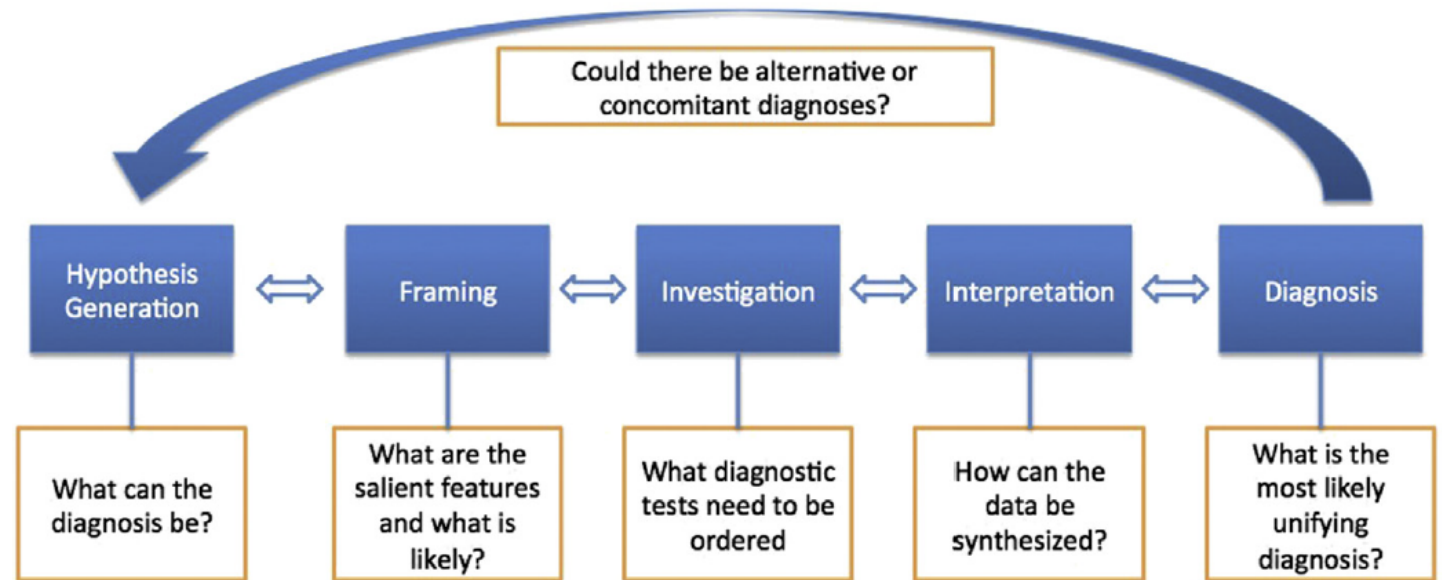 Could there be alternative or
concomitant diagnoses?
Hypothesis
Generation
Framing
Investigation
Interpretation
Diagnosis
What can the
diagnosis be?
What are the
salient features
and what is
likely?
What diagnostic
tests need to be
ordered
How can the
data be
synthesized?
What is the
most likely
unifying
diagnosis?